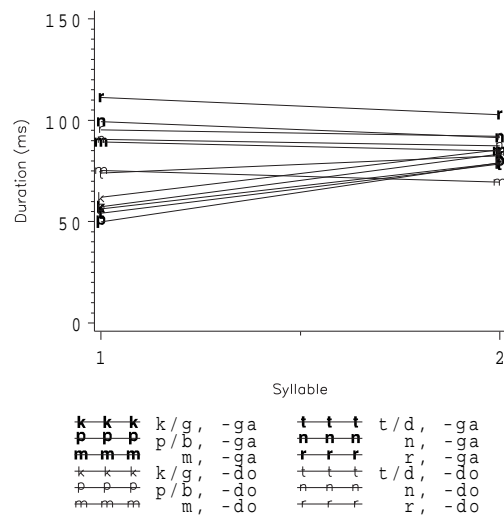 150
100
50
0
Duration (ms)
r
n
m
k
r
n
m
1
2
Syllable
k k k k/g, -ga t t t t/d, -ga
p p p p/b, -ga n n n n, -ga
m m m m, -ga r r r r, -ga
k k k k/g, -do t t t t/d, -do
p p p p/b, -do n n n n, -do
m m m m, -do r r r r, -do